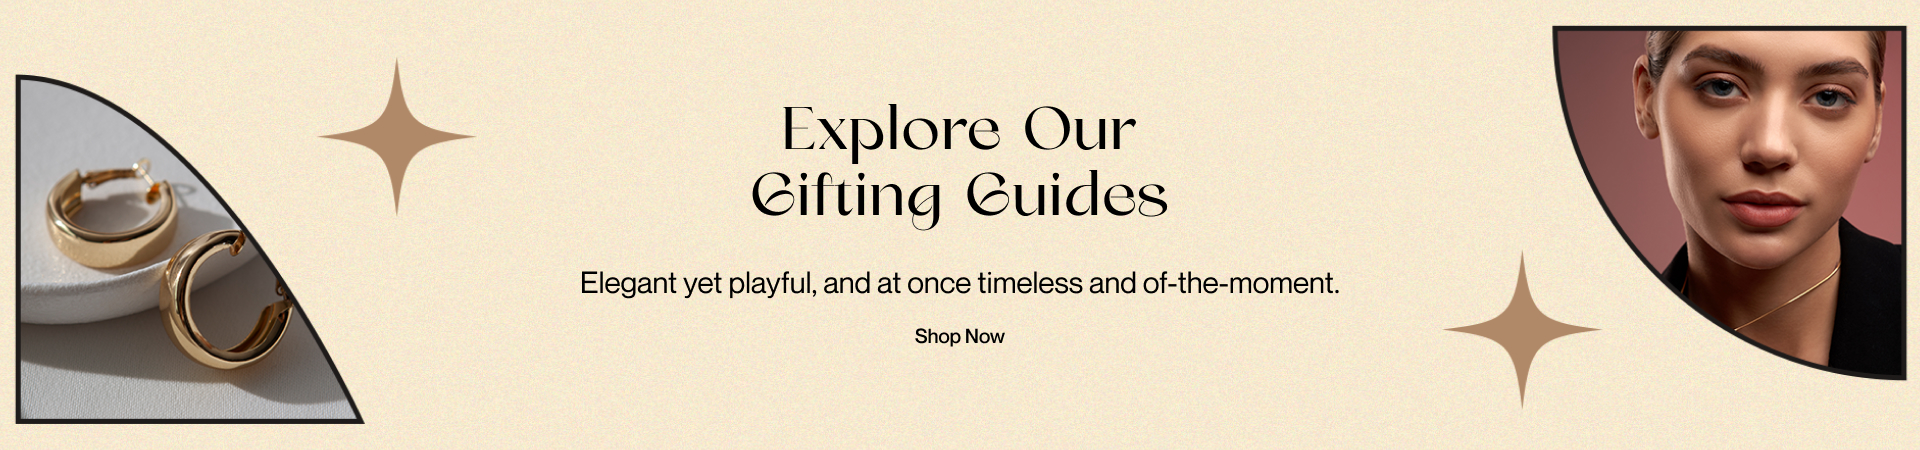 Explore Our
Gifting Guides
Elegant yet playful, and at once timeless and of-the-moment.
Shop Now